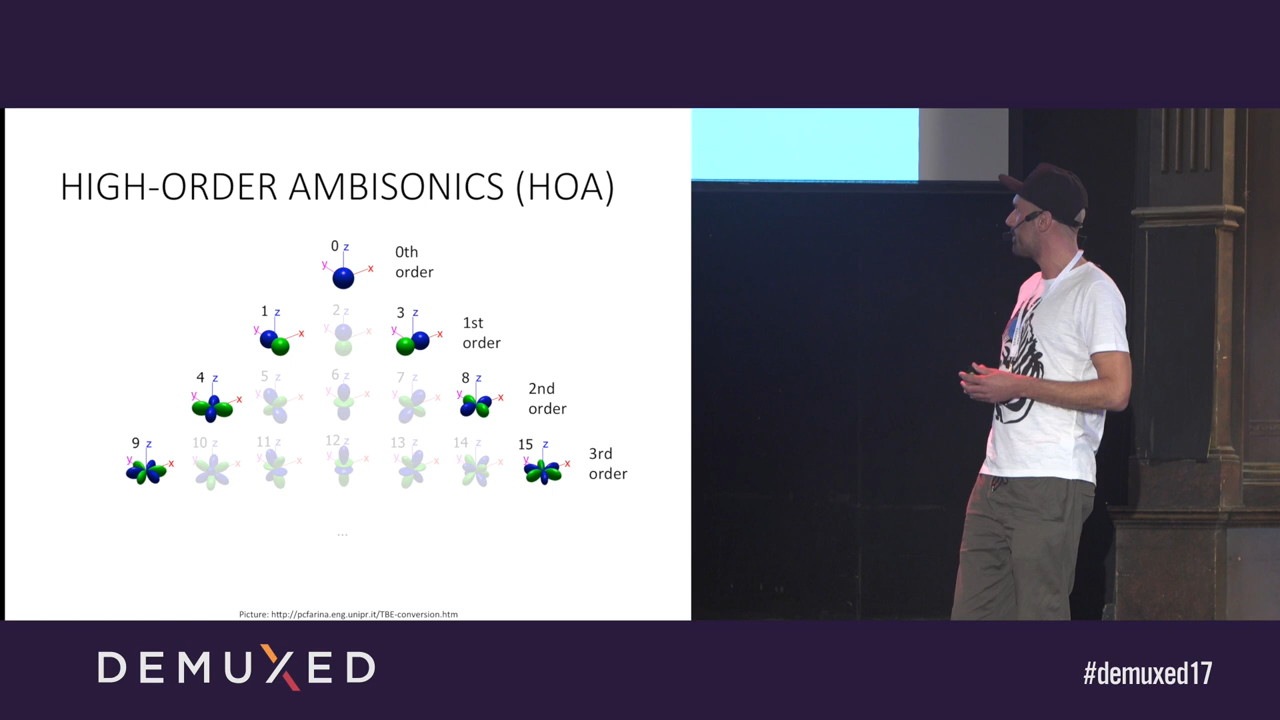 HIGH-ORDER AMBISONICS (HOA)
0 z
y x
0th
order
1 z 2 z 3 z
y x y x y x
1st
order
4 z 5 z 6 z 7 z 8 z
y x y x y x y x y x
2nd
order
9 z 10 z 11 z 12 z 13 z 14 z 15 z
y x y x y x y x y x y x y x
3rd
order
...
Picture: http://pcfarina.eng.unipr.it/TBE-conversion.htm
DEMUXED
#demuxed17